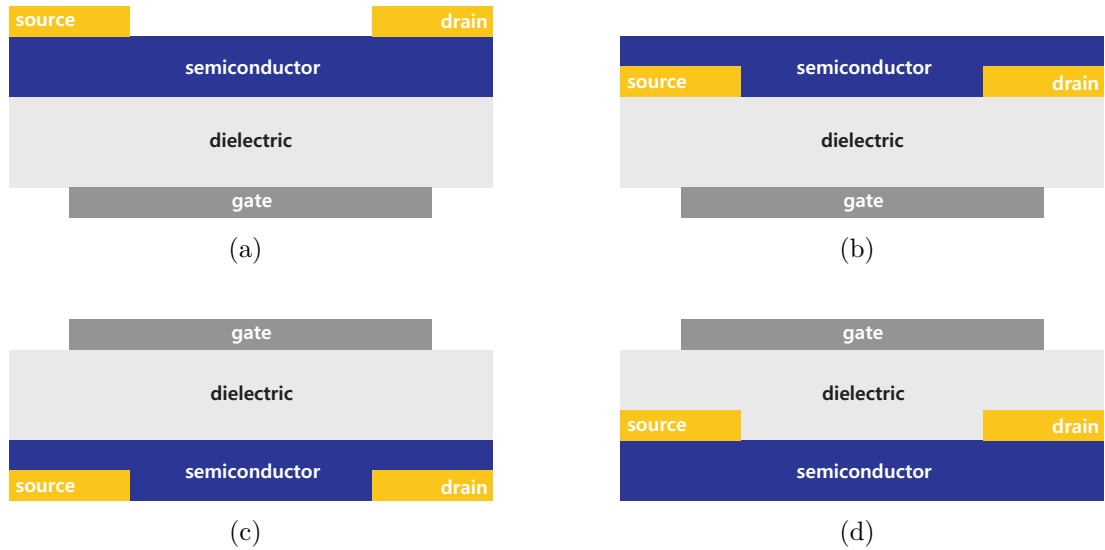 source drain
semiconductor
dielectric
gate
(a)
semiconductor
source drain
dielectric
gate
(b)
gate
dielectric
semiconductor
source drain
(c)
gate
dielectric
source drain
semiconductor
(d)